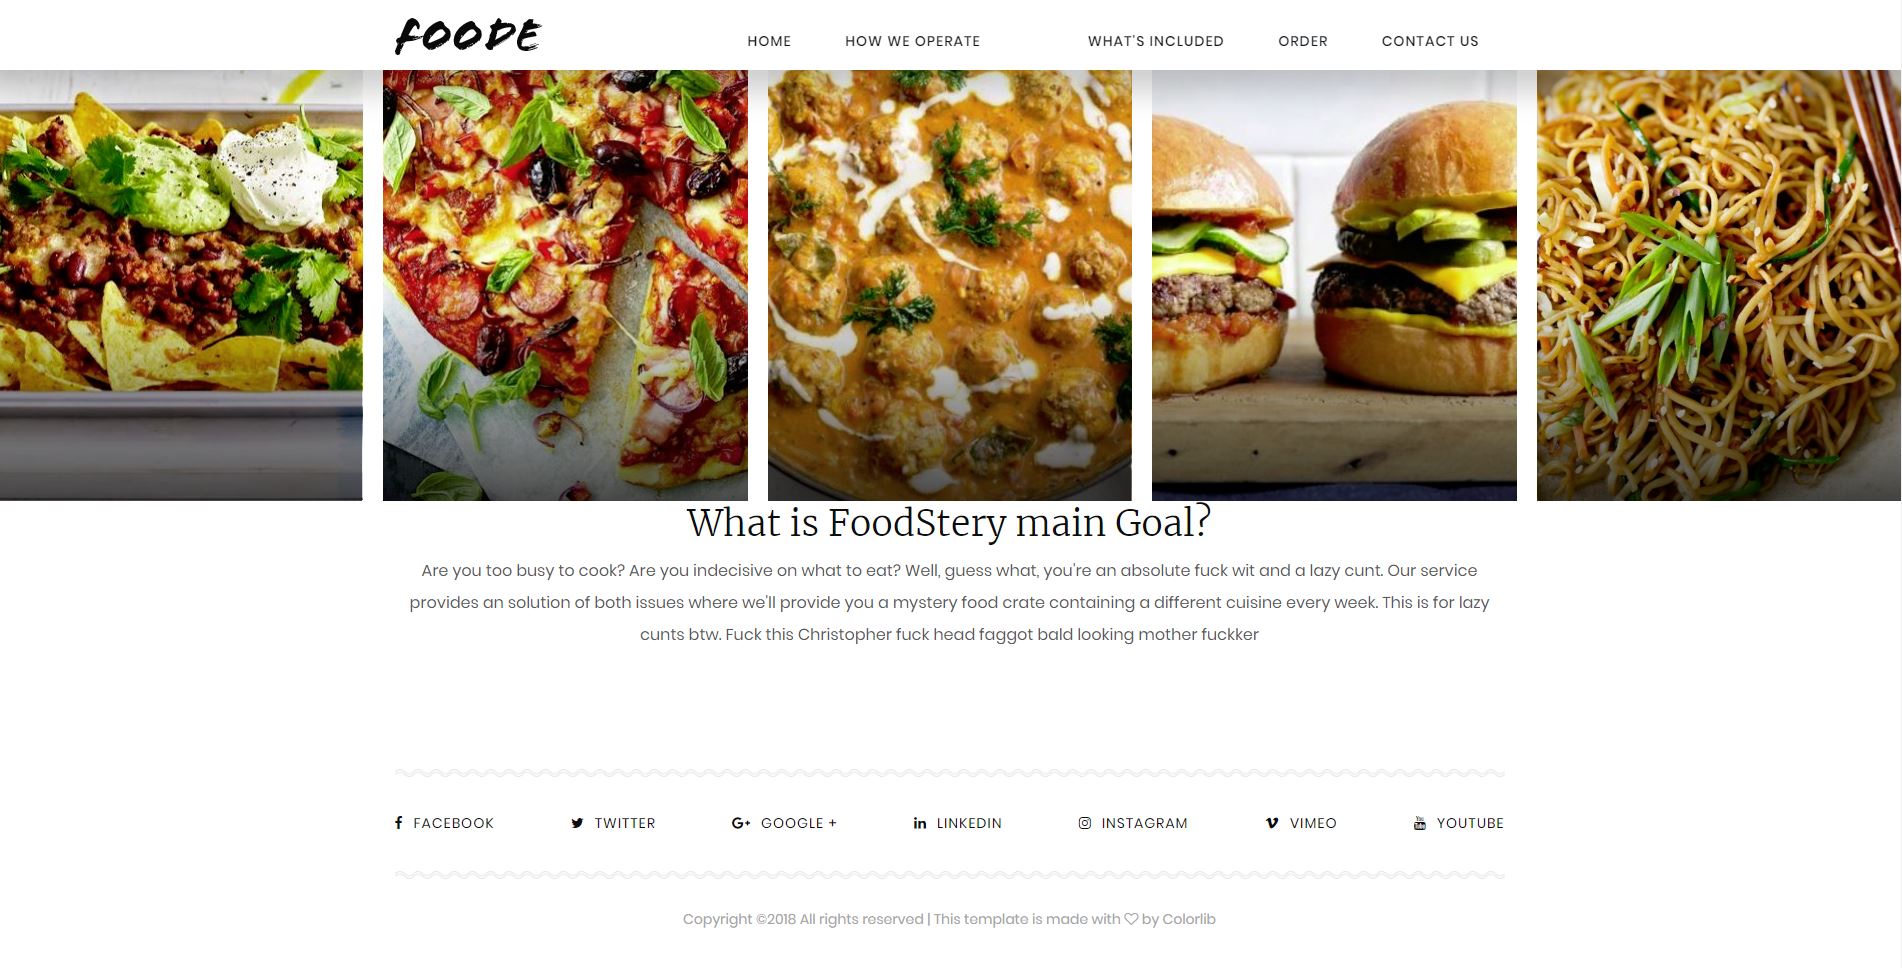 FOODE
HOME HOW WE OPERATE WHAT'S INCLUDED ORDER CONTACT US
What is FoodStery main Goal?
Are you too busy to cook? Are you indecisive on what to eat? Well, guess what, you're an absolute fuck wit and a lazy cunt. Our service
provides an solution of both issues where we'll provide you a mystery food crate containing a different cuisine every week. This is for lazy
cunts btw. Fuck this Christopher fuck head faggot bald looking mother fuckker
FACEBOOK TWITTER GOOGLE + LINKEDIN INSTAGRAM VIMEO YOUTUBE
Copyright ©2018 All rights reserved | This template is made with ♡ by Colorlib